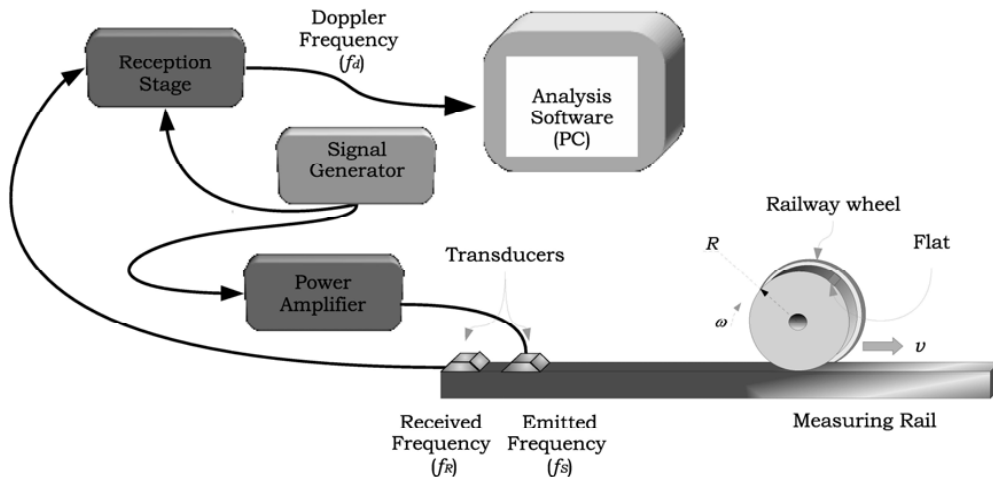 Doppler
Frequency
(fd)
Reception
Stage
Analysis
Software
(PC)
Signal
Generator
Railway wheel
R
Flat
Transducers
Power
Amplifier
ω
v
Received
Frequency
(fR)
Emitted
Frequency
(fS)
Measuring Rail